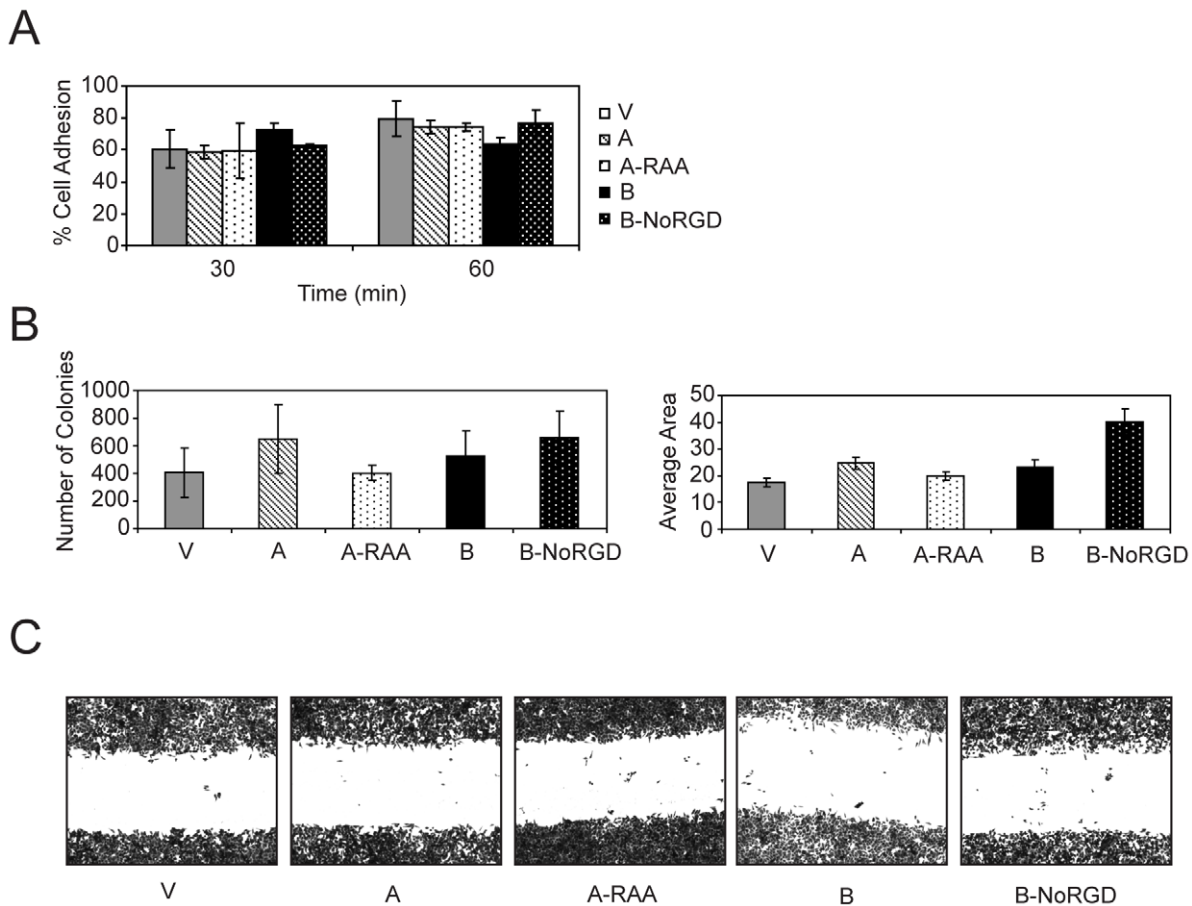 A
% Cell Adhesion
100
80
60
40
20
0
30
60
Time (min)
V
A
A-RAA
B
B-NoRGD
B
Number of Colonies
1000
800
600
400
200
0
V
A
A-RAA
B
B-NoRGD
Average Area
50
40
30
20
10
0
V
A
A-RAA
B
B-NoRGD
C
V
A
A-RAA
B
B-NoRGD